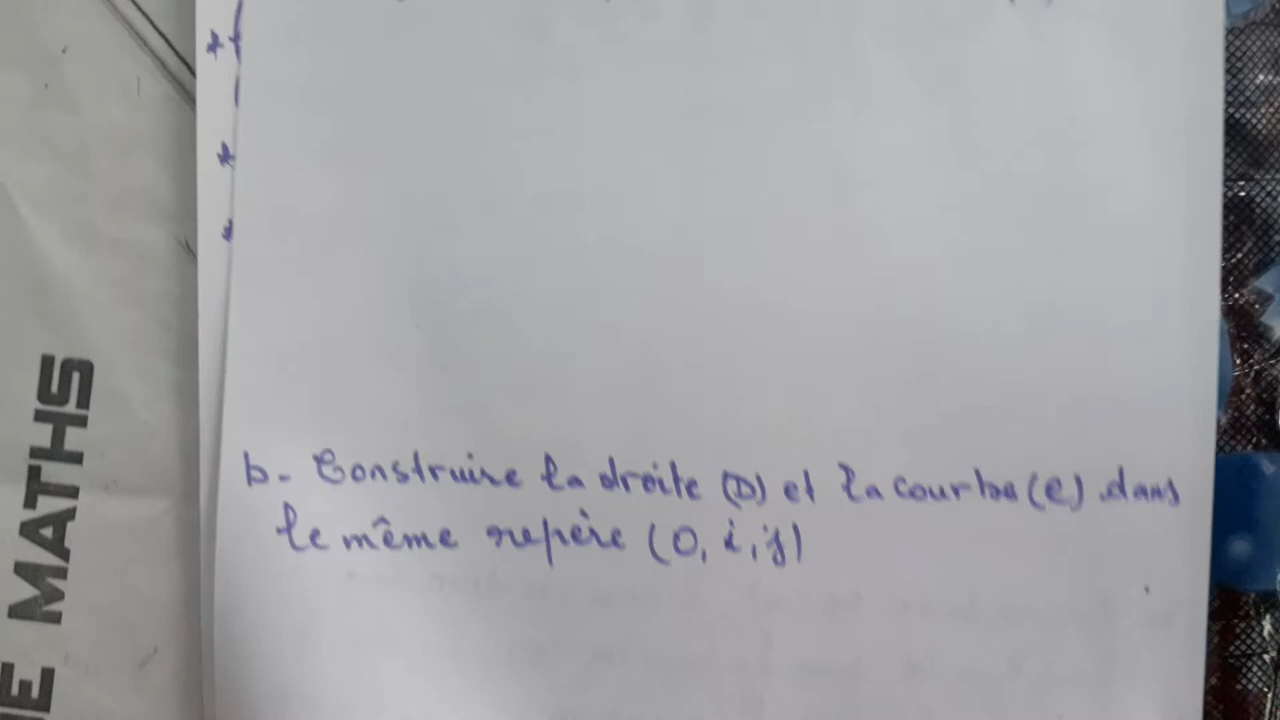 b- Construire la droite (D) et la courbe (C) dans
le même repère (O, i, j)
E MATHS